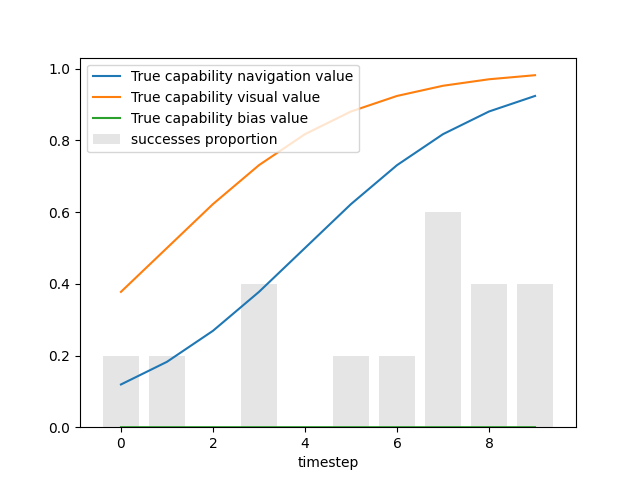 1.0
0.8
0.6
0.4
0.2
0.0
True capability navigation value
True capability visual value
True capability bias value
successes proportion
0 2 4 6 8
timestep